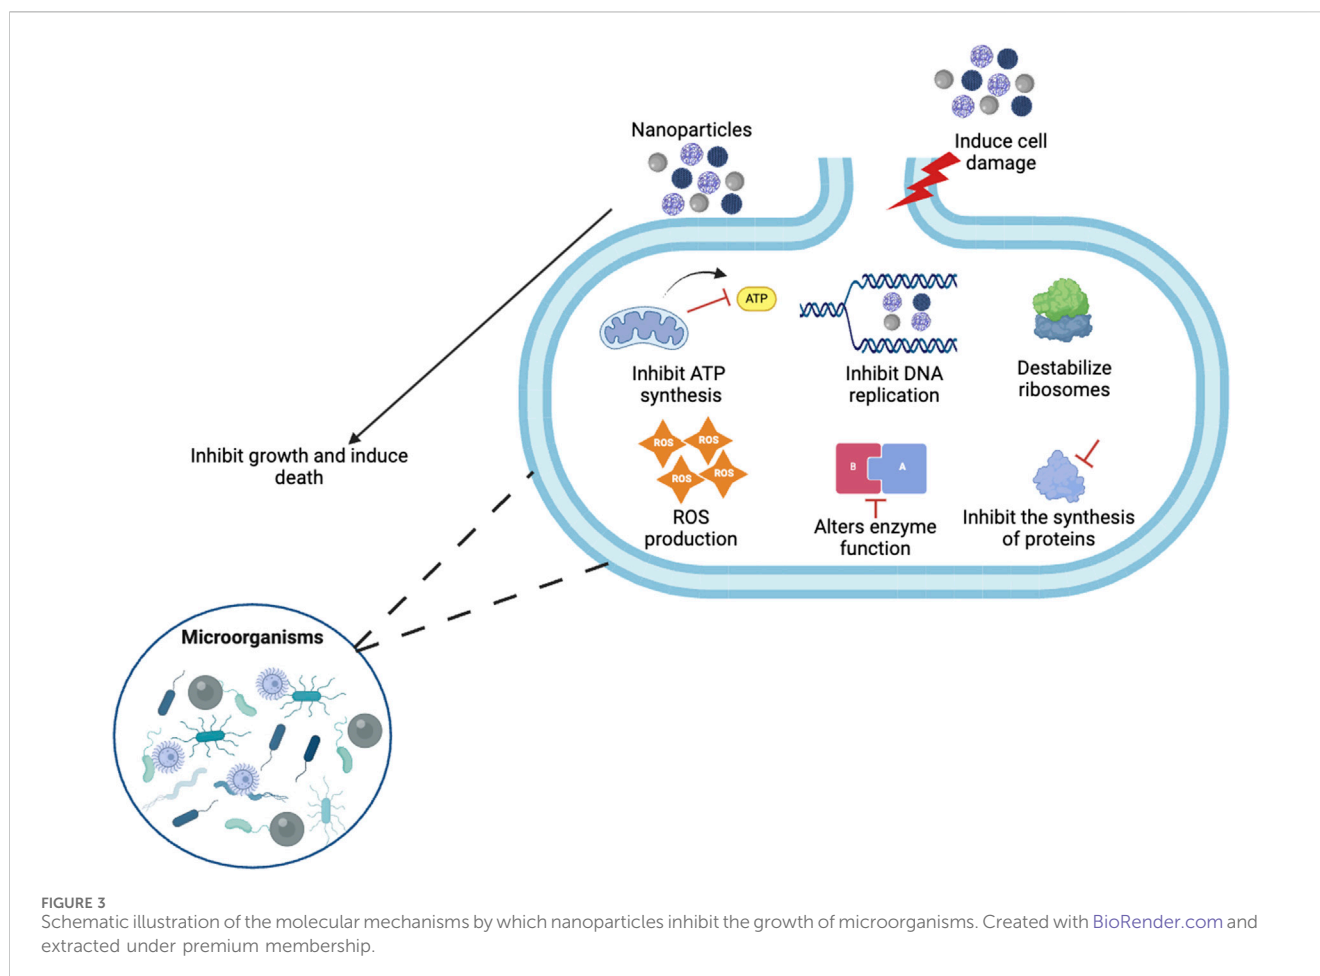 Nanoparticles
Induce cell
damage
ATP
Inhibit ATP
synthesis
Inhibit DNA
replication
Destabilize
ribosomes
ROS
ROS
ROS
ROS
ROS
production
B
A
Alters enzyme
function
Inhibit the synthesis
of proteins
Inhibit growth and induce
death
Microorganisms
FIGURE 3
Schematic illustration of the molecular mechanisms by which nanoparticles inhibit the growth of microorganisms. Created with BioRender.com and
extracted under premium membership.